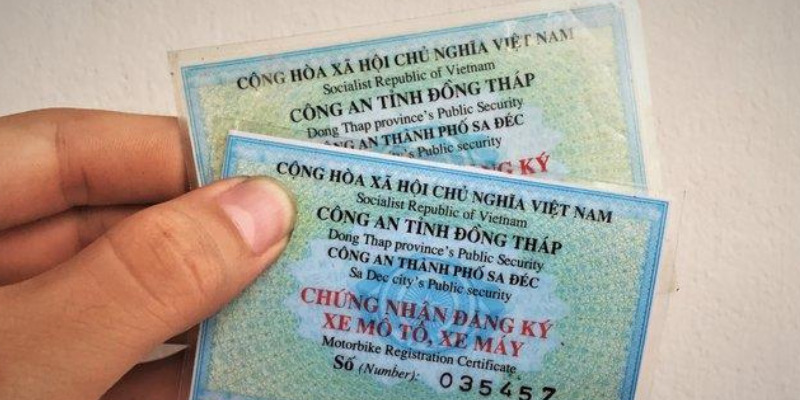 CỘNG HÒA XÃ HỘI CHỦ NGHĨA VIỆT NAM
Socialist Republic of Vietnam
CÔNG AN TỈNH ĐỒNG THÁP
Dong Thap province's Public Security
AN THÀNH PHỐ SA ĐÉC
's Public security
KÝ
CỘNG HÒA XÃ HỘI CHỦ NGHĨA VIỆT NAM
Socialist Republic of Vietnam
CÔNG AN TỈNH ĐỒNG THÁP
Dong Thap province's Public Security
CÔNG AN THÀNH PHỐ SA ĐÉC
Sa Dec city's Public security
CHỨNG NHẬN ĐĂNG KÝ
XE MÔ TÔ, XE MÁY
Motorbike Registration Certificate
Số (Number): 035457